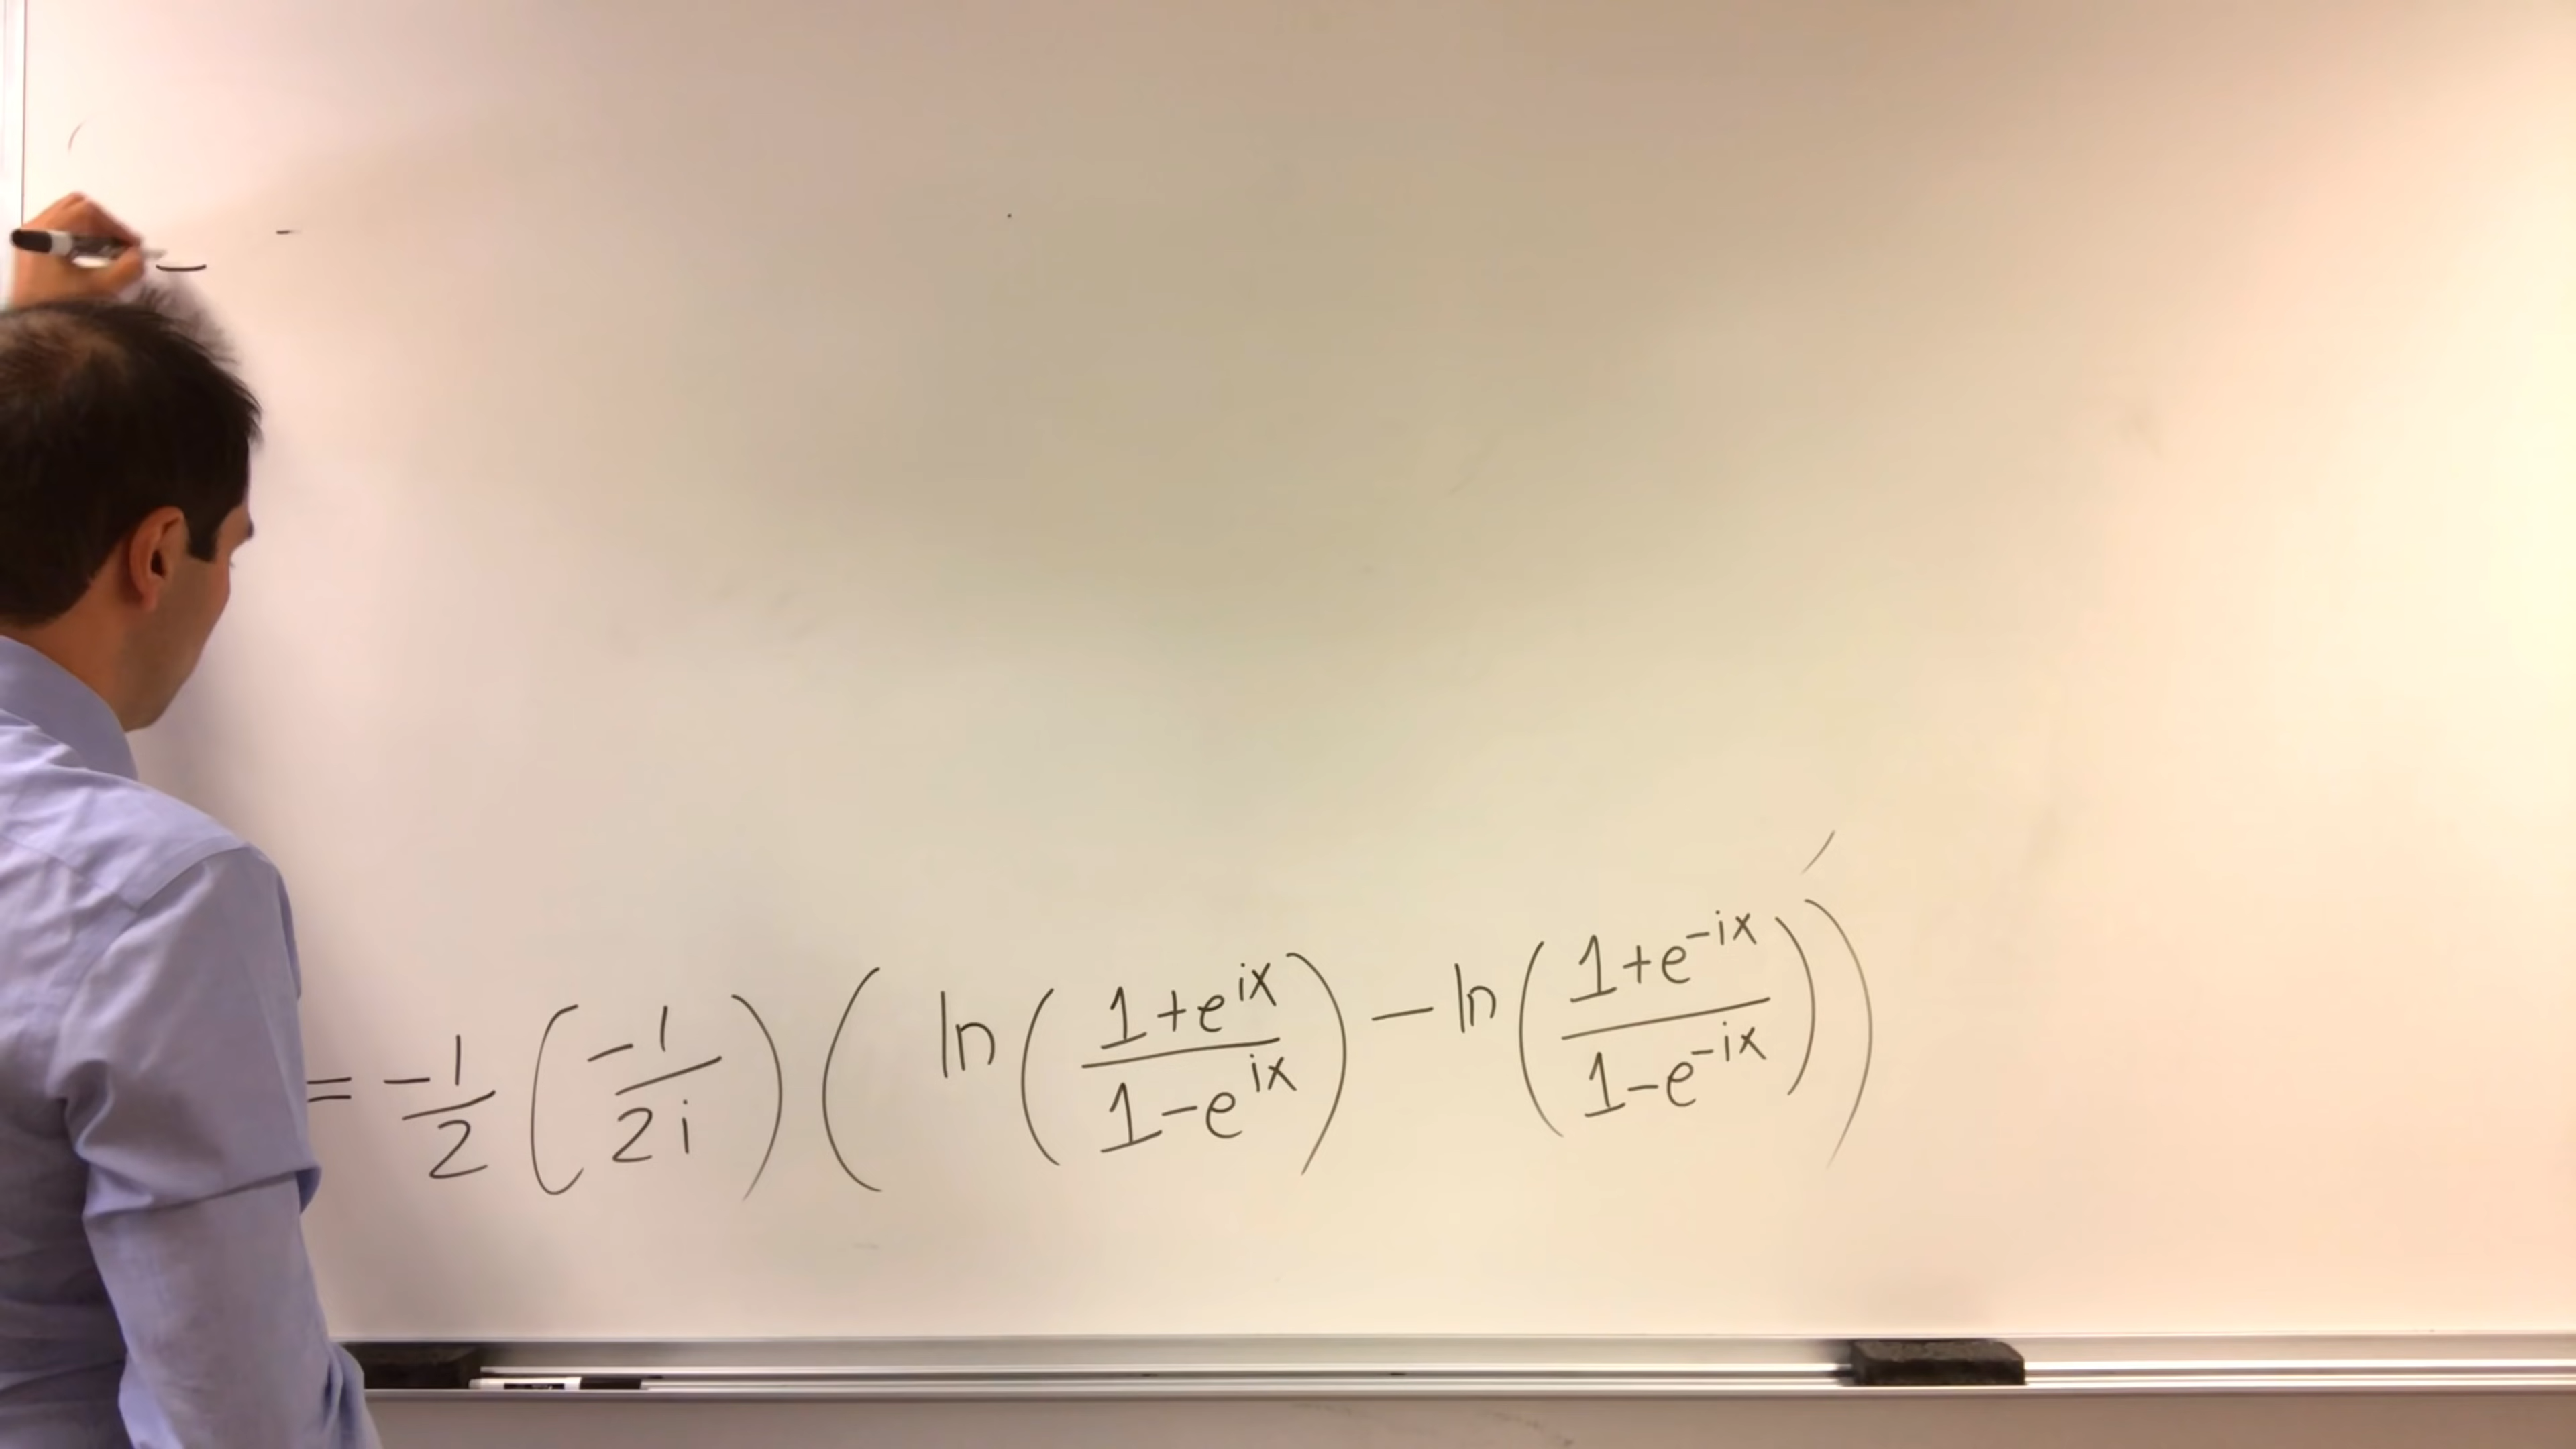 = -1/2 (-1/2i) ( ln( (1+e^{ix})/(1-e^{ix}) ) - ln( (1+e^{-ix})/(1-e^{-ix}) ) )